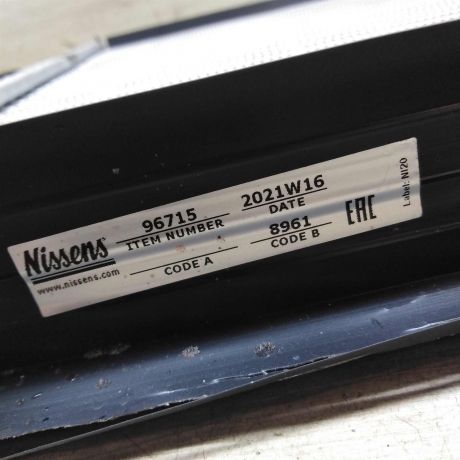 Nissens
www.nissens.com
96715
ITEM NUMBER
2021W16
DATE
CODE A
8961
CODE B
EAC
Label: NI20